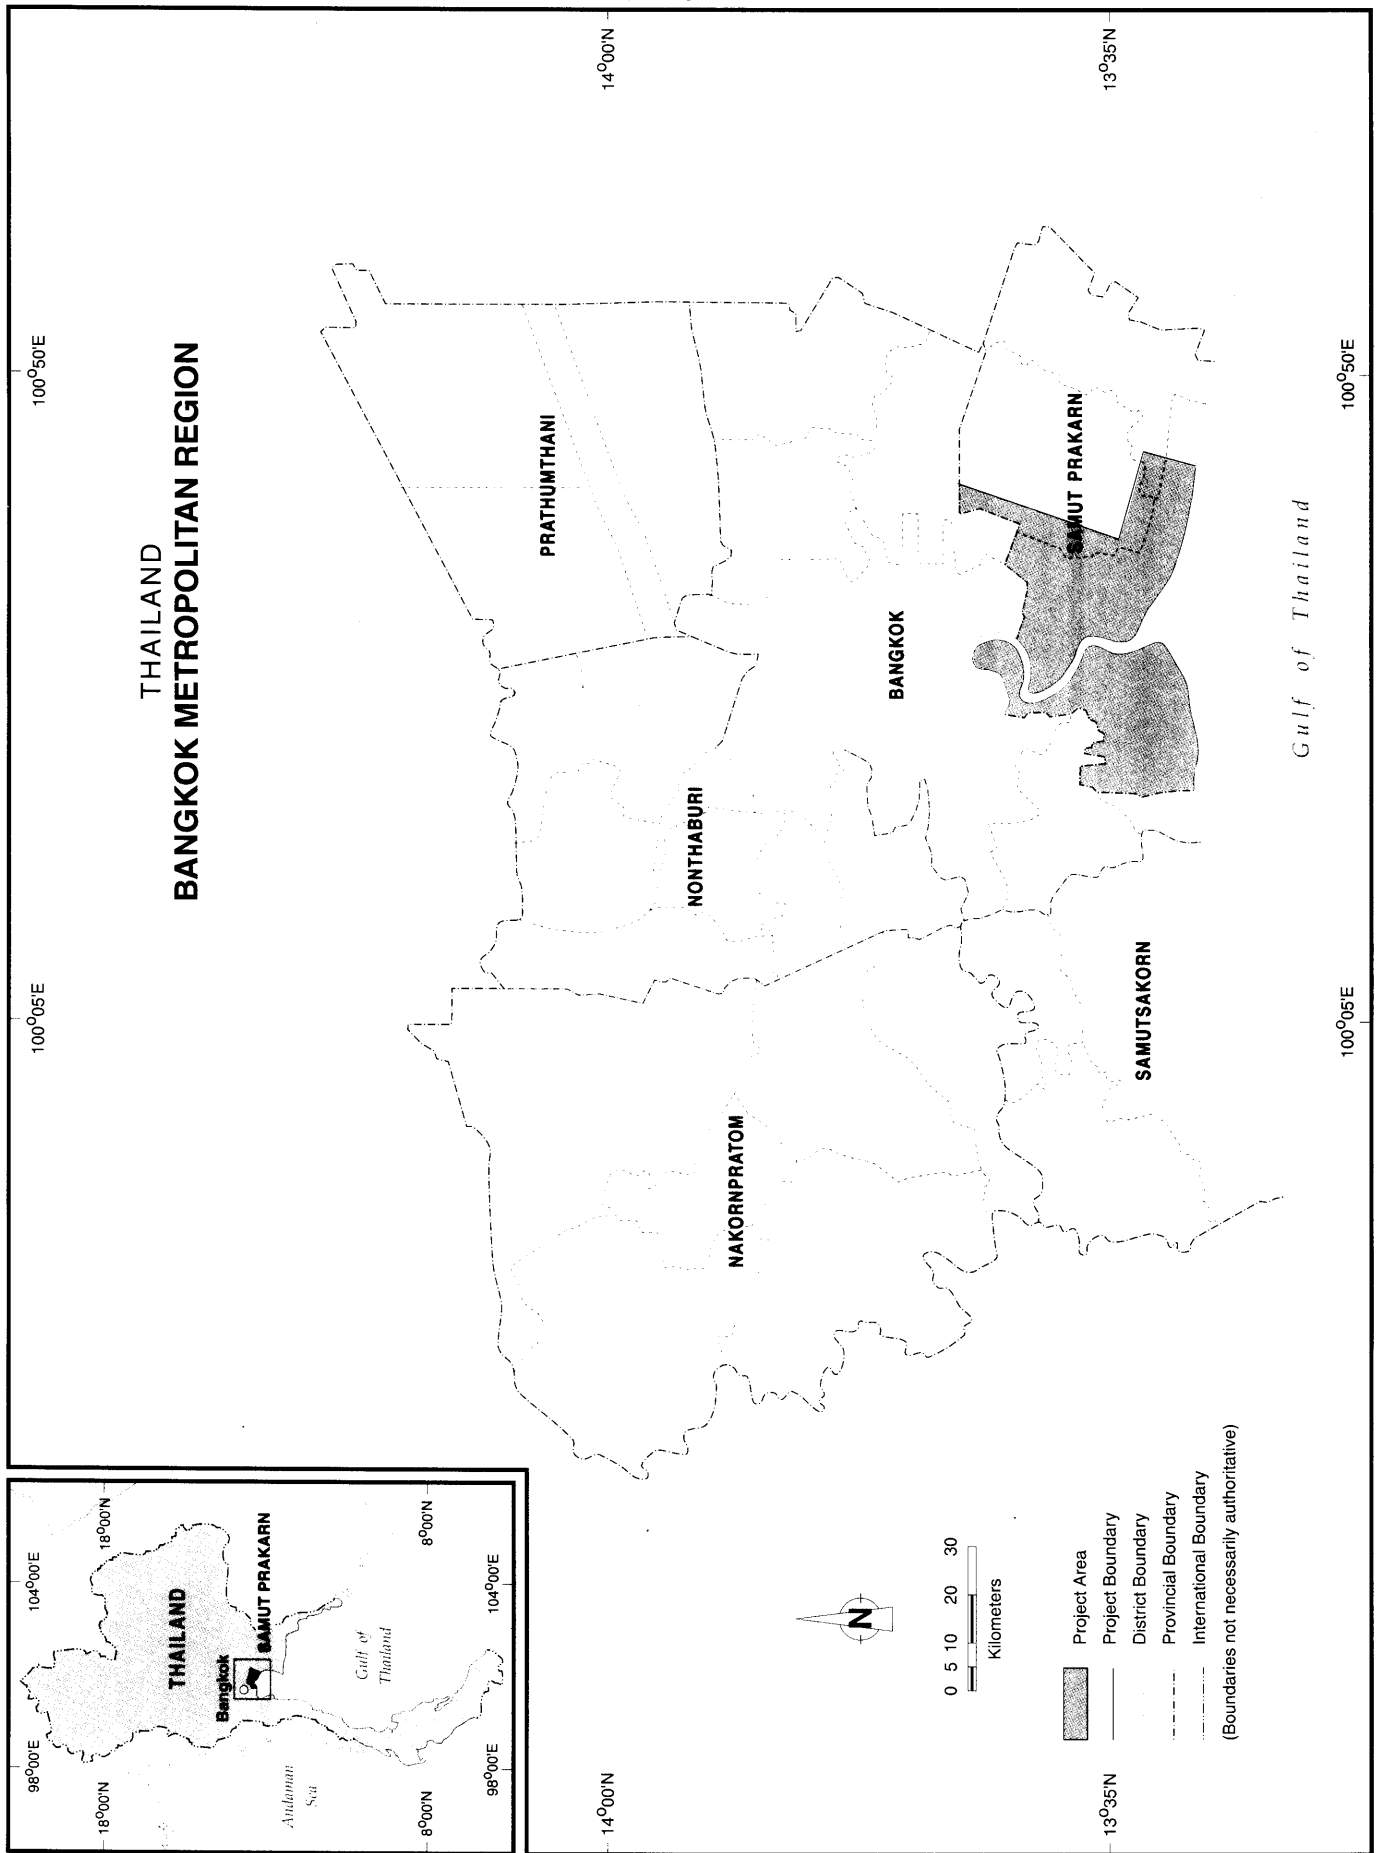 THAILAND
BANGKOK METROPOLITAN REGION
98°00'E
104°00'E
18°00'N
18°00'N
THAILAND
Bangkok
SAMUT PRAKARN
Andaman
Sea
Gulf of
Thailand
8°00'N
8°00'N
98°00'E
104°00'E
100°05'E
100°50'E
14°00'N
14°00'N
PRATHUMTHANI
NONTHABURI
NAKORNPRATOM
BANGKOK
SAMUT PRAKARN
SAMUTSAKORN
13°35'N
13°35'N
Gulf of Thailand
100°05'E
100°50'E
N
0 5 10 20 30
Kilometers
Project Area
Project Boundary
District Boundary
Provincial Boundary
International Boundary
(Boundaries not necessarily authoritative)